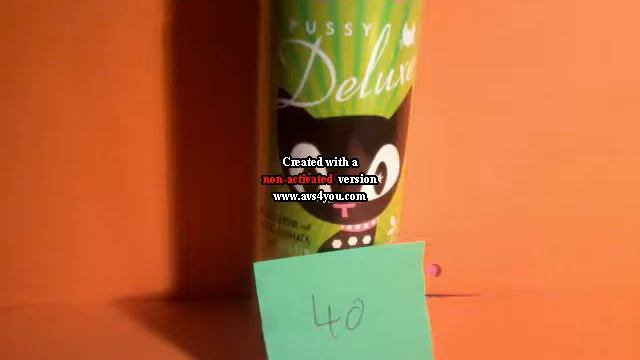 PUSSY
Deluxe
Created with a
non-activated version
www.avs4you.com
40